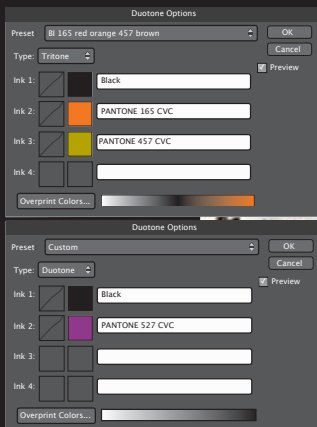 Duotone Options
Preset BI 165 red orange 457 brown OK
Cancel
Type: Tritone Preview
Ink 1: Black
Ink 2: PANTONE 165 CVC
Ink 3: PANTONE 457 CVC
Ink 4:
Overprint Colors...
Duotone Options
Preset Custom OK
Cancel
Type: Duotone Preview
Ink 1: Black
Ink 2: PANTONE 527 CVC
Ink 3:
Ink 4:
Overprint Colors...